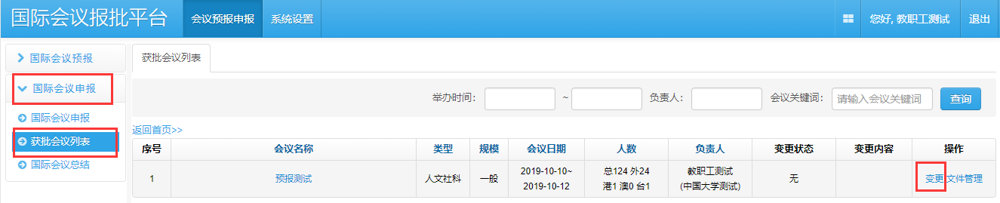 国际会议报批平台 会议预报申报 系统设置 您好, 教职工测试 退出
国际会议预报
国际会议申报
国际会议申报
获批会议列表
国际会议总结
获批会议列表
举办时间: ~ 负责人: 会议关键词: 请输入会议关键词 查询
返回首页>>
序号 会议名称 类型 规模 会议日期 人数 负责人 变更状态 变更内容 操作
1 预报测试 人文社科 一般 2019-10-10~ 总124 外24 教职工测试 无 变更 文件管理
2019-10-12 港1 澳0 台1 (中国大学测试)